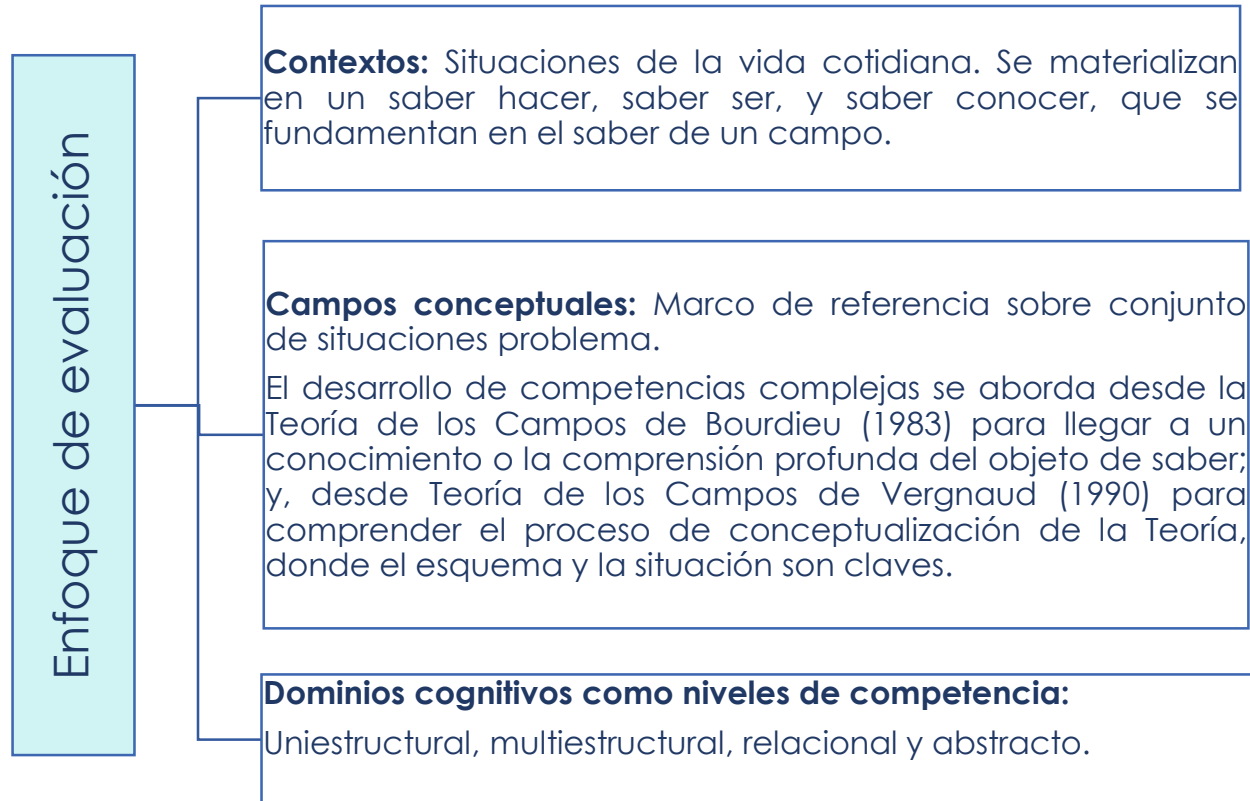 Enfoque de evaluación
Contextos: Situaciones de la vida cotidiana. Se materializan
en un saber hacer, saber ser, y saber conocer, que se
fundamentan en el saber de un campo.
Campos conceptuales: Marco de referencia sobre conjunto
de situaciones problema.
El desarrollo de competencias complejas se aborda desde la
Teoría de los Campos de Bourdieu (1983) para llegar a un
conocimiento o la comprensión profunda del objeto de saber;
y, desde Teoría de los Campos de Vergnaud (1990) para
comprender el proceso de conceptualización de la Teoría,
donde el esquema y la situación son claves.
Dominios cognitivos como niveles de competencia:
Uniestructural, multiestructural, relacional y abstracto.